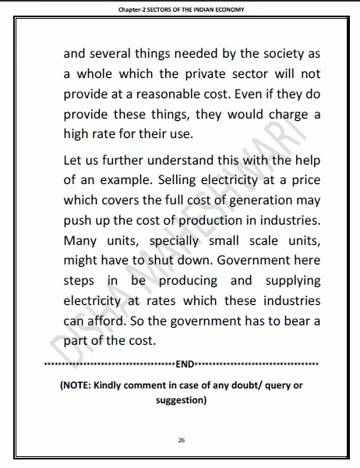 Chapter-2 SECTORS OF THE INDIAN ECONOMY
and several things needed by the society as
a whole which the private sector will not
provide at a reasonable cost. Even if they do
provide these things, they would charge a
high rate for their use.
Let us further understand this with the help
of an example. Selling electricity at a price
which covers the full cost of generation may
push up the cost of production in industries.
Many units, specially small scale units,
might have to shut down. Government here
steps in be producing and supplying
electricity at rates which these industries
can afford. So the government has to bear a
part of the cost.
************************************END**********************************
(NOTE: Kindly comment in case of any doubt/ query or
suggestion)
26
DISHA MAHESHWARI